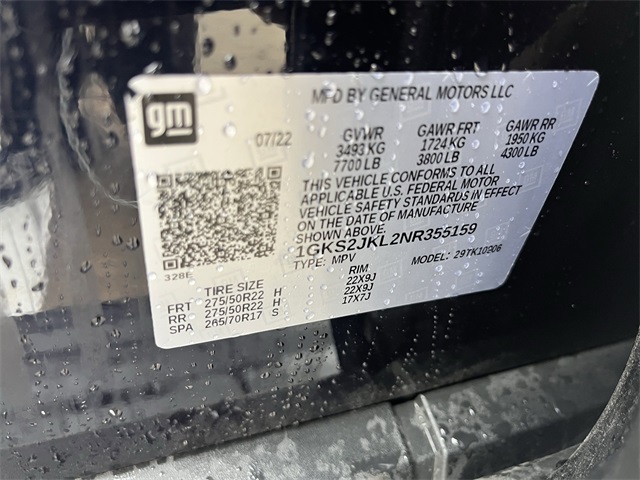 gm
MFD BY GENERAL MOTORS LLC
07/22 GVWR GAWR FRT GAWR RR
3493 KG 1724 KG 1950 KG
7700 LB 3800 LB 4300 LB
THIS VEHICLE CONFORMS TO ALL
APPLICABLE U.S. FEDERAL MOTOR
VEHICLE SAFETY STANDARDS IN EFFECT
ON THE DATE OF MANUFACTURE
SHOWN ABOVE.
1GKS2JKL2NR355159
TYPE: MPV MODEL: 29TK10906
328E
TIRE SIZE RIM
FRT 275/50R22 H 22X9J
RR 275/50R22 H 22X9J
SPA 265/70R17 S 17X7J